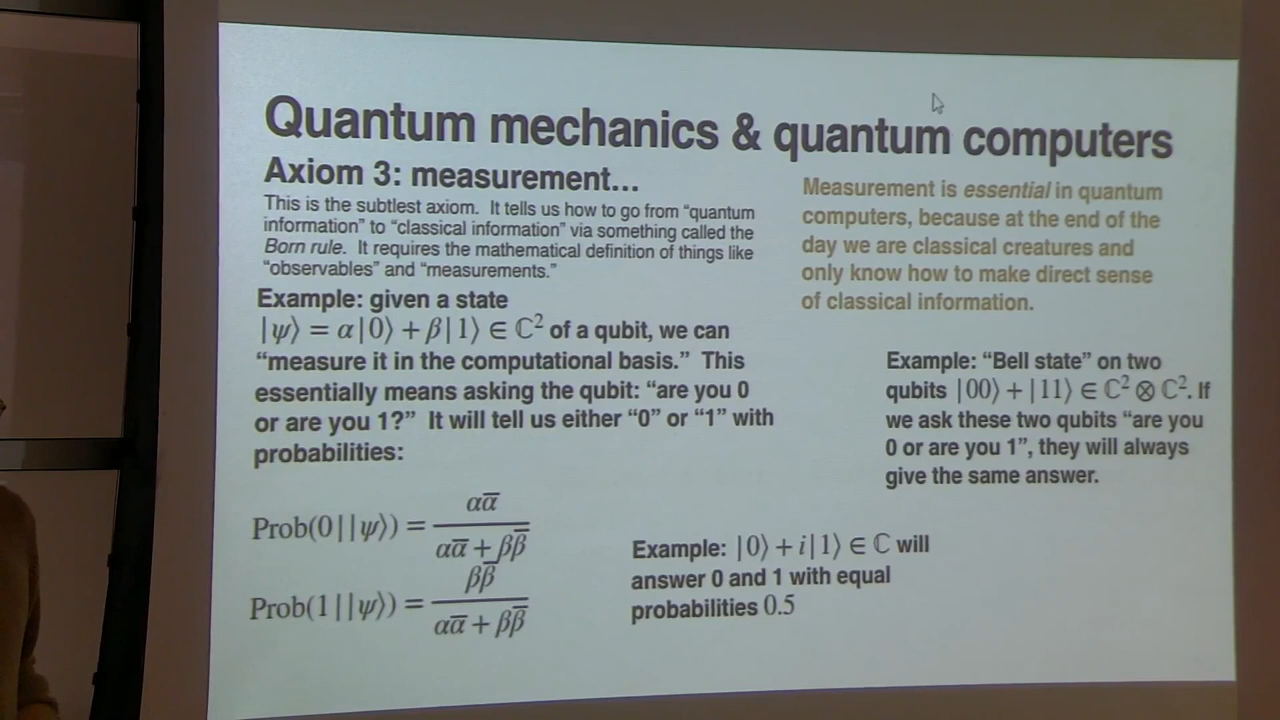 Quantum mechanics & quantum computers
Axiom 3: measurement...
This is the subtlest axiom. It tells us how to go from “quantum
information” to “classical information” via something called the
Born rule. It requires the mathematical definition of things like
“observables” and “measurements.”
Example: given a state
|ψ⟩ = α|0⟩ + β|1⟩ ∈ ℂ² of a qubit, we can
“measure it in the computational basis.” This
essentially means asking the qubit: “are you 0
or are you 1?” It will tell us either “0” or “1” with
probabilities:
Prob(0||ψ⟩) = αα̅ / (αα̅ + ββ̅)
Prob(1||ψ⟩) = ββ̅ / (αα̅ + ββ̅)
Measurement is essential in quantum
computers, because at the end of the
day we are classical creatures and
only know how to make direct sense
of classical information.
Example: “Bell state” on two
qubits |00⟩ + |11⟩ ∈ ℂ² ⊗ ℂ². If
we ask these two qubits “are you
0 or are you 1”, they will always
give the same answer.
Example: |0⟩ + i|1⟩ ∈ ℂ will
answer 0 and 1 with equal
probabilities 0.5